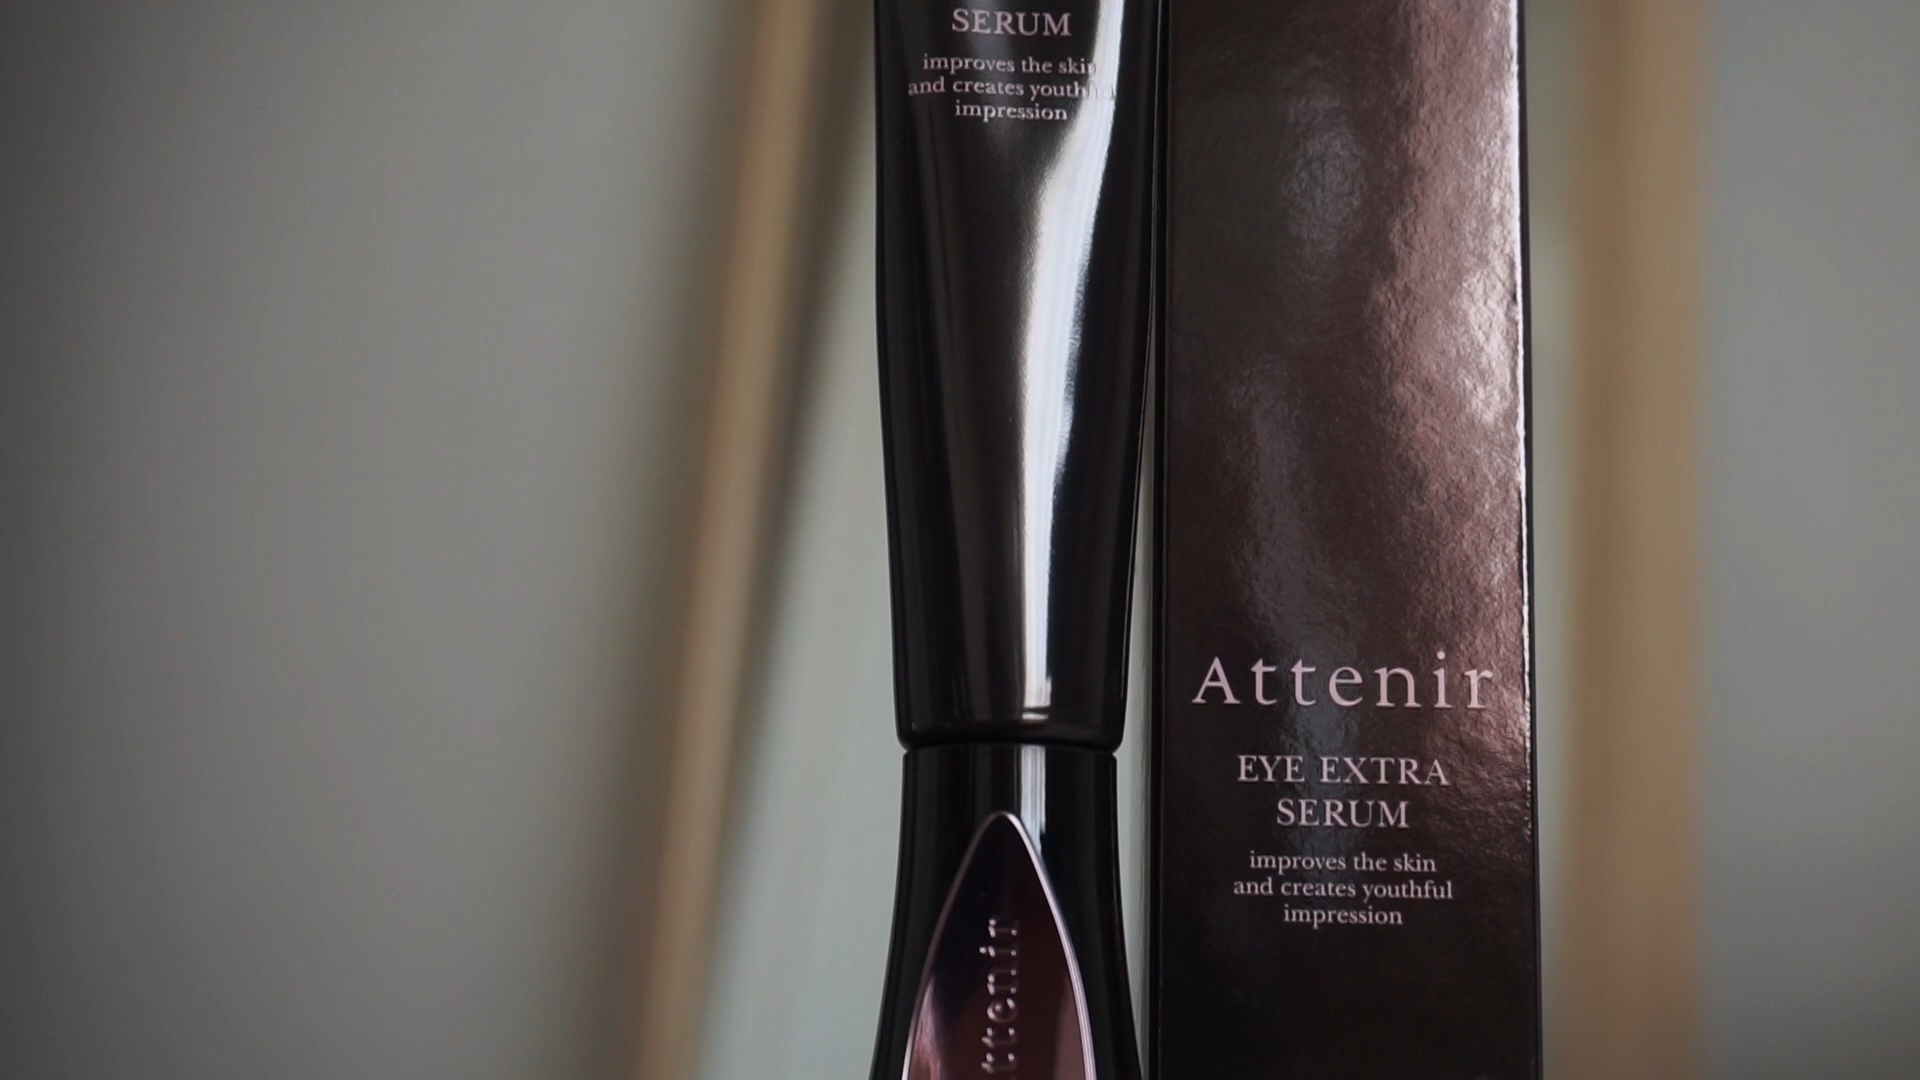 SERUM
improves the skin
and creates youthful
impression
Attenir
Attenir
EYE EXTRA
SERUM
improves the skin
and creates youthful
impression